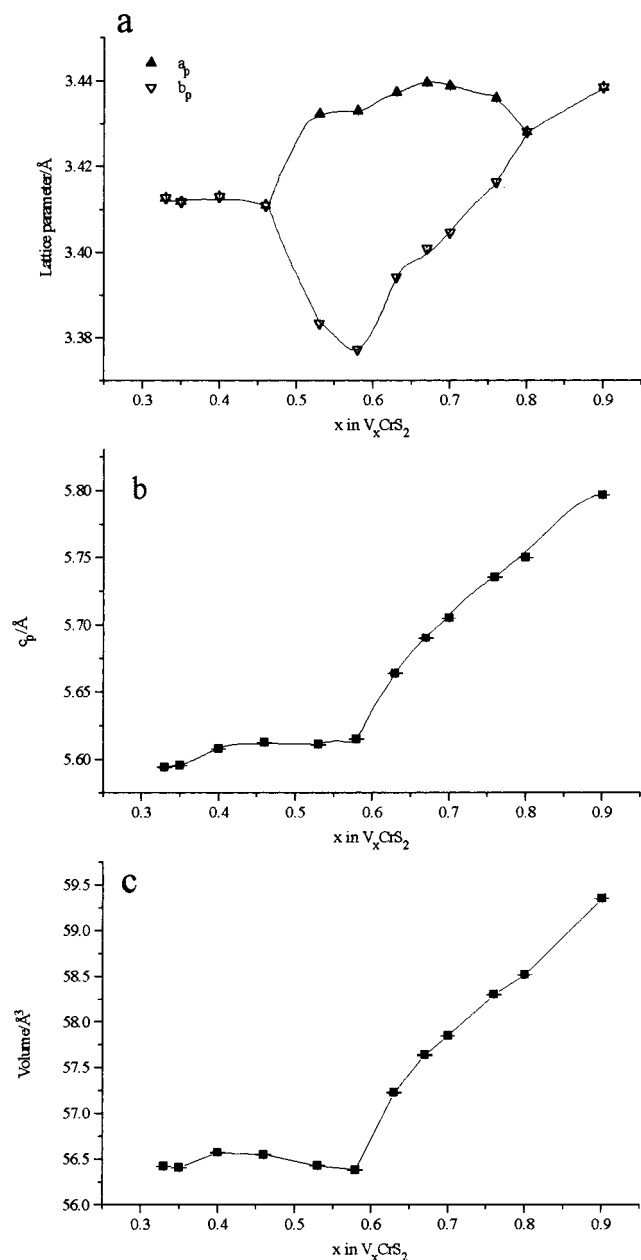 a
a_p
b_p
3.44
3.42
3.40
3.38
Lattice parameter/Å
0.3 0.4 0.5 0.6 0.7 0.8 0.9
x in V_xCrS_2
b
5.80
5.75
5.70
5.65
5.60
c_p/Å
0.3 0.4 0.5 0.6 0.7 0.8 0.9
x in V_xCrS_2
c
59.5
59.0
58.5
58.0
57.5
57.0
56.5
56.0
Volume/Å³
0.3 0.4 0.5 0.6 0.7 0.8 0.9
x in V_xCrS_2